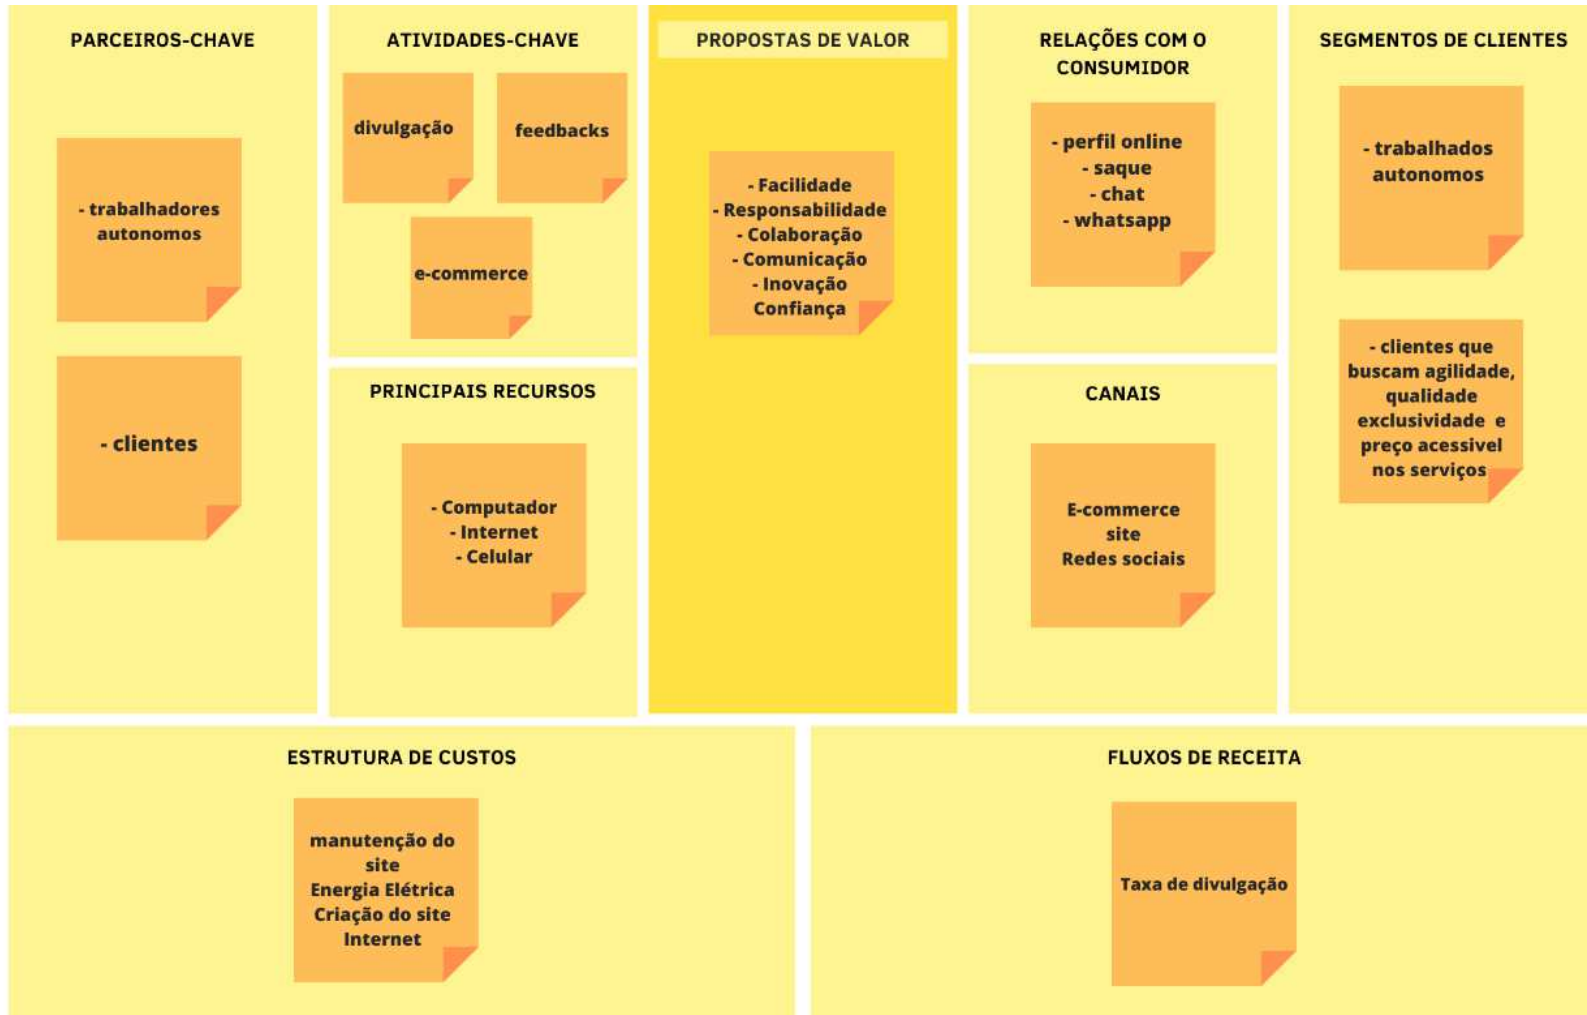 PARCEIROS-CHAVE
- trabalhadores
autonomos
- clientes
ATIVIDADES-CHAVE
divulgação
feedbacks
e-commerce
PRINCIPAIS RECURSOS
- Computador
- Internet
- Celular
PROPOSTAS DE VALOR
- Facilidade
- Responsabilidade
- Colaboração
- Comunicação
- Inovação
Confiança
RELAÇÕES COM O
CONSUMIDOR
- perfil online
- saque
- chat
- whatsapp
CANAIS
E-commerce
site
Redes sociais
SEGMENTOS DE CLIENTES
- trabalhados
autonomos
- clientes que
buscam agilidade,
qualidade
exclusividade e
preço acessivel
nos serviços
ESTRUTURA DE CUSTOS
manutenção do
site
Energia Elétrica
Criação do site
Internet
FLUXOS DE RECEITA
Taxa de divulgação